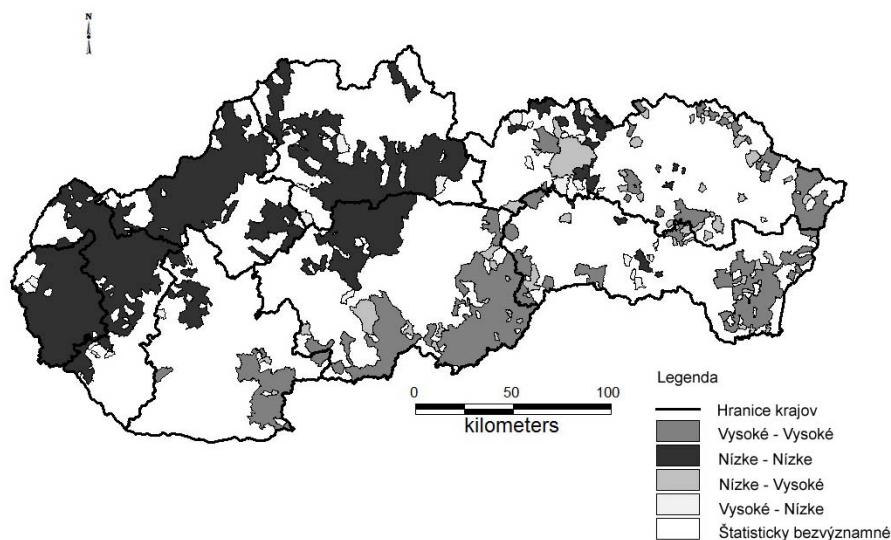 N
0 50 100
kilometers
Legenda
Hranice krajov
Vysoké - Vysoké
Nízke - Nízke
Nízke - Vysoké
Vysoké - Nízke
Štatisticky bezvýznamné